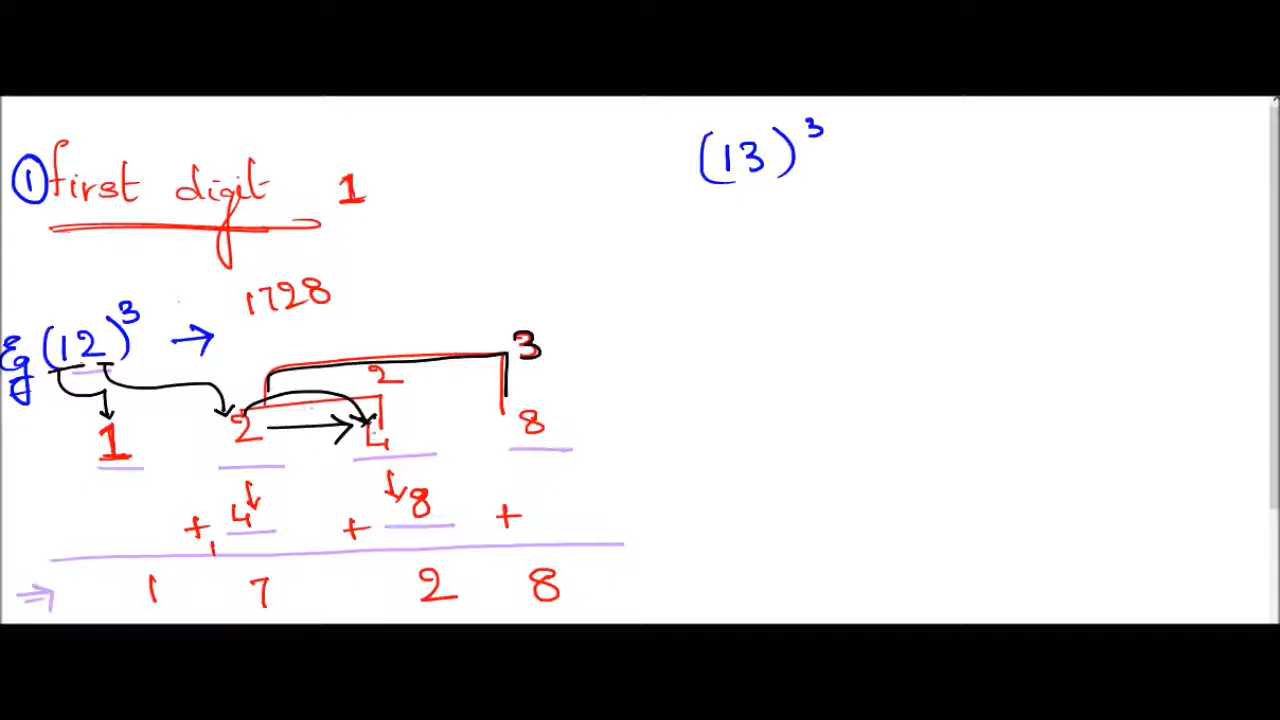 ① first digit 1
(13)³
1728
Eg (12)³ →
3
2
1 2 → 4 8
↓ ↓
+1 4 + 8 +
⇒ 1 7 2 8